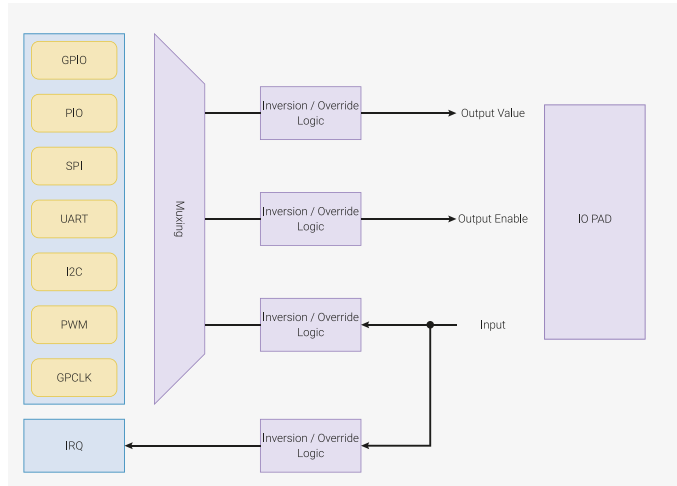 GPIO
PIO
SPI
UART
I2C
PWM
GPCLK
IRQ
Muxing
Inversion / Override
Logic
Inversion / Override
Logic
Inversion / Override
Logic
Inversion / Override
Logic
Output Value
Output Enable
Input
IO PAD